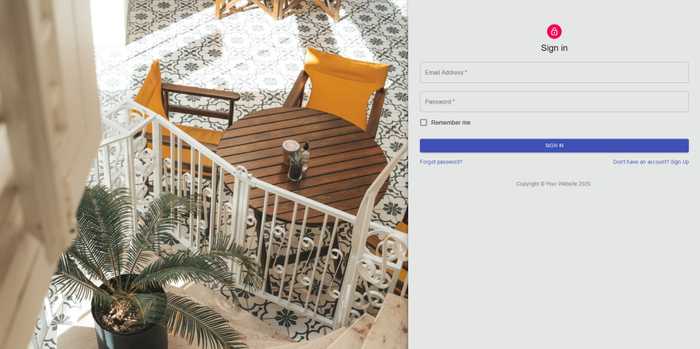 Sign in
Email Address *
Password *
Remember me
SIGN IN
Forgot password?
Don't have an account? Sign Up
Copyright © Your Website 2025.